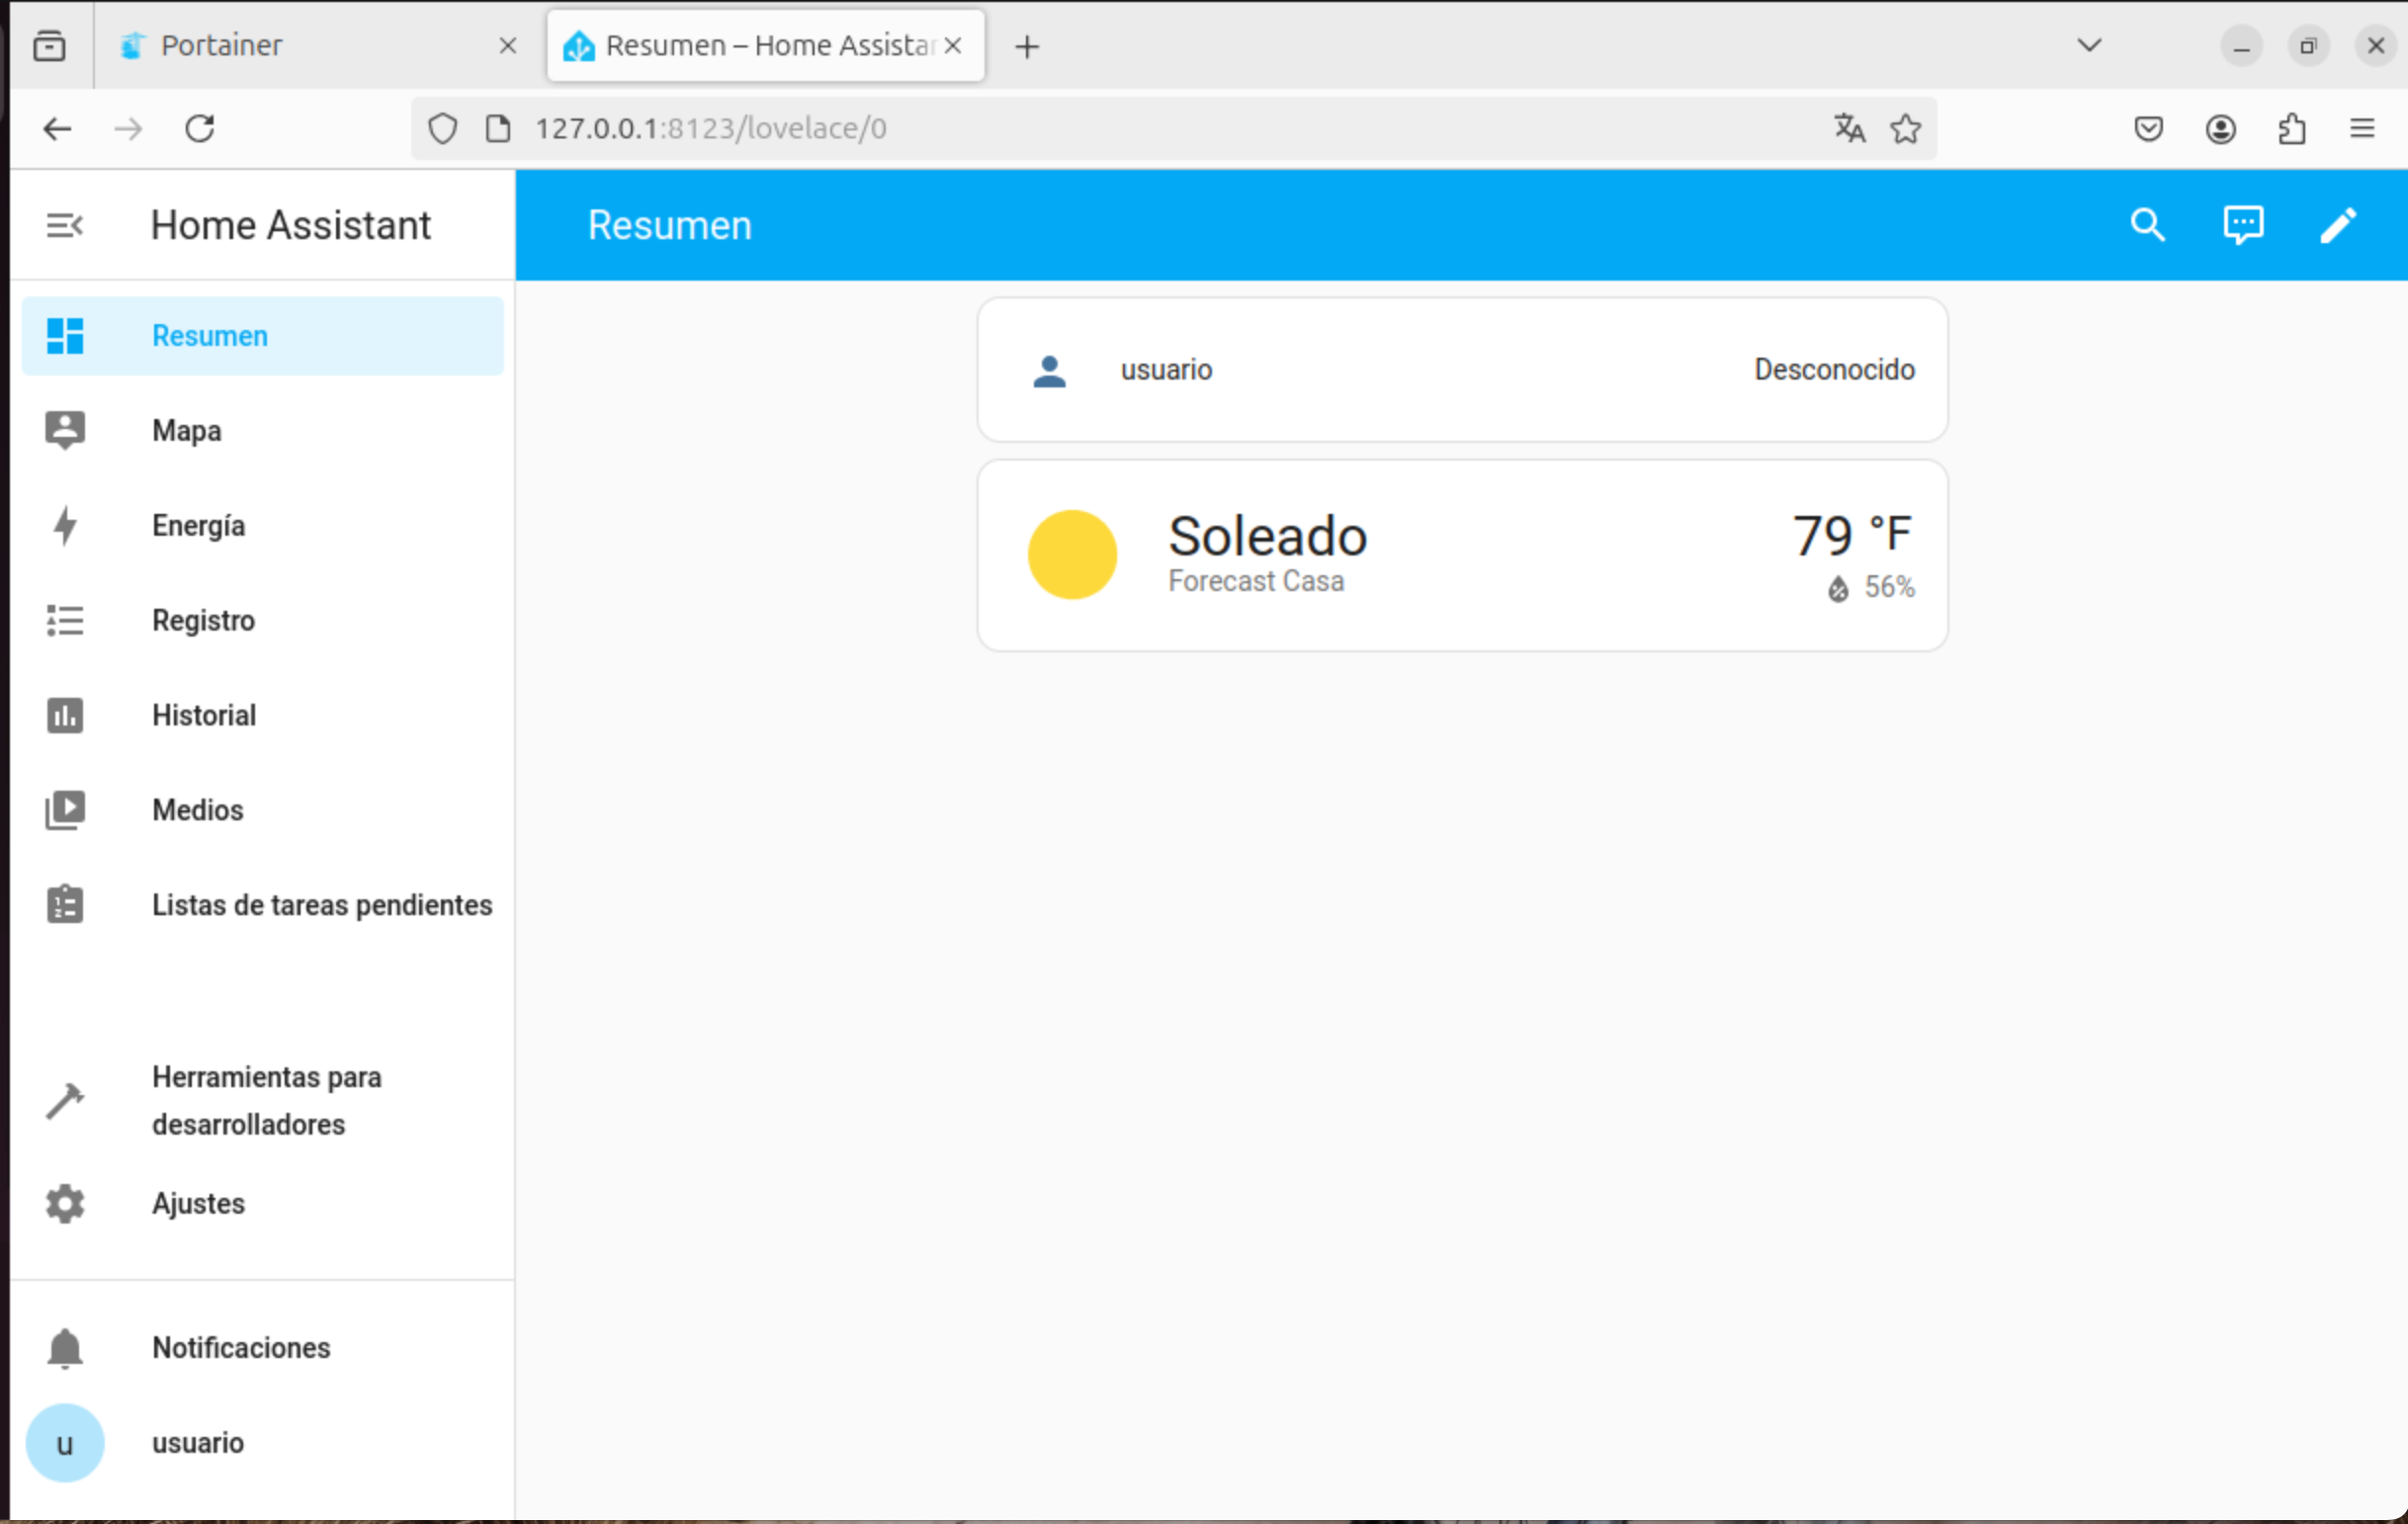 Portainer
Resumen – Home Assistar
127.0.0.1:8123/lovelace/0
Home Assistant
Resumen
Resumen
Mapa
Energía
Registro
Historial
Medios
Listas de tareas pendientes
Herramientas para
desarrolladores
Ajustes
Notificaciones
u usuario
usuario Desconocido
Soleado 79 °F
Forecast Casa 56%